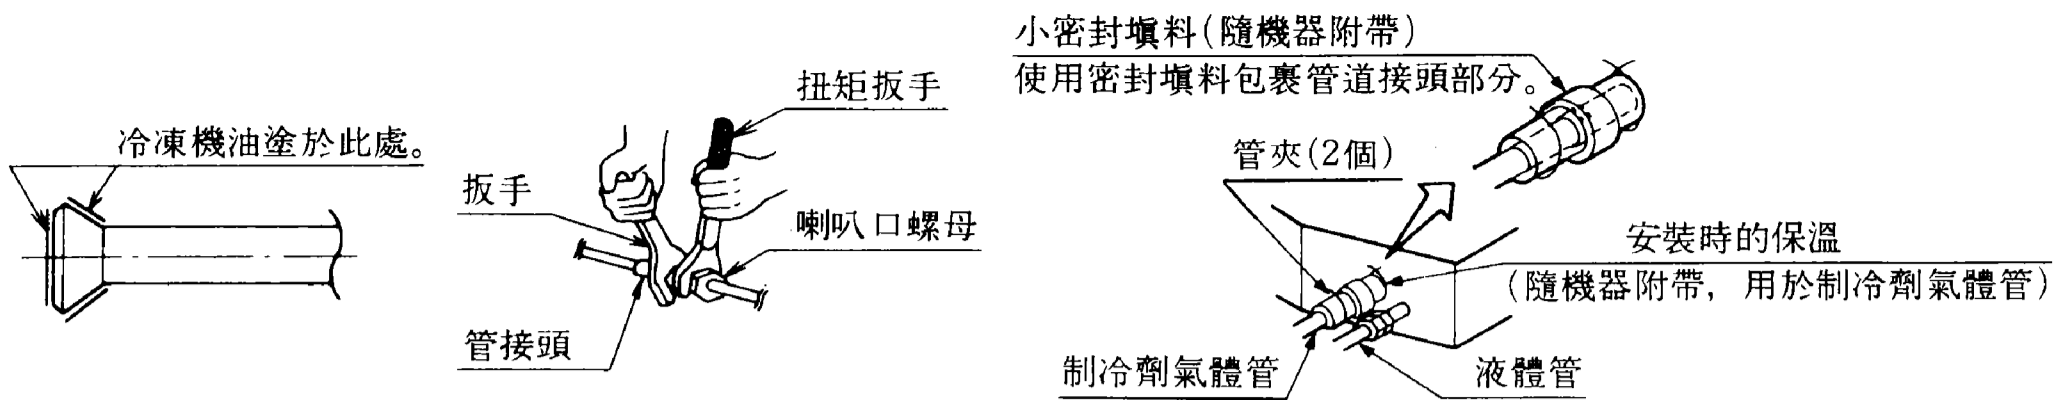 冷凍機油塗於此處。
扭矩扳手
扳手
喇叭口螺母
管接頭
小密封塡料(隨機器附帶)
使用密封塡料包裹管道接頭部分。
管夾(2個)
安裝時的保溫
(隨機器附帶, 用於制冷劑氣體管)
制冷劑氣體管
液體管